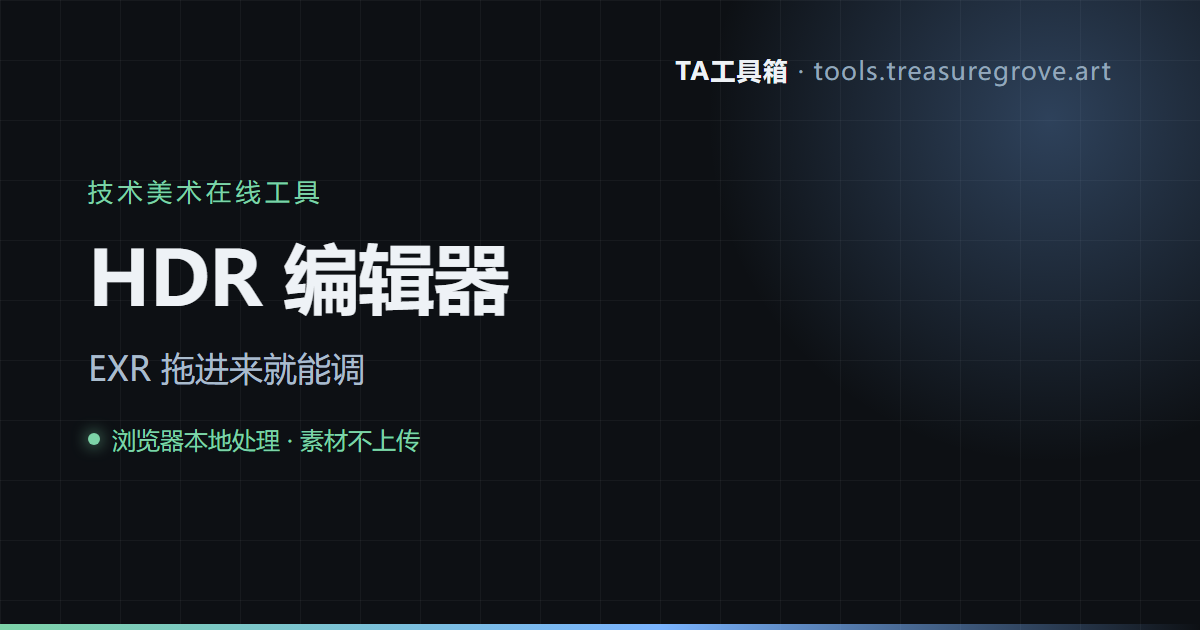 TA工具箱 · tools.treasuregrove.art
技术美术在线工具
HDR 编辑器
EXR 拖进来就能调
浏览器本地处理 · 素材不上传